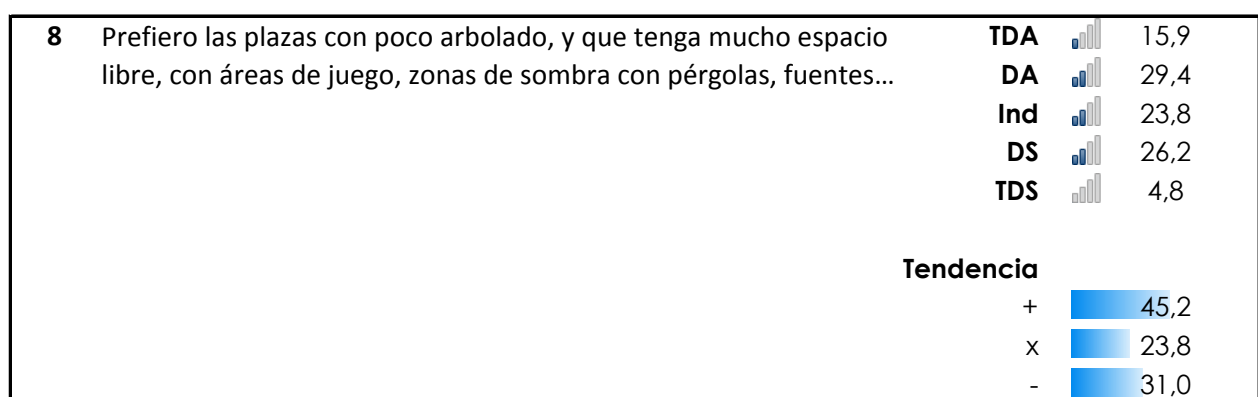 8 Prefiero las plazas con poco arbolado, y que tenga mucho espacio TDA 15,9
libre, con áreas de juego, zonas de sombra con pérgolas, fuentes… DA 29,4
Ind 23,8
DS 26,2
TDS 4,8
Tendencia
+ 45,2
x 23,8
- 31,0